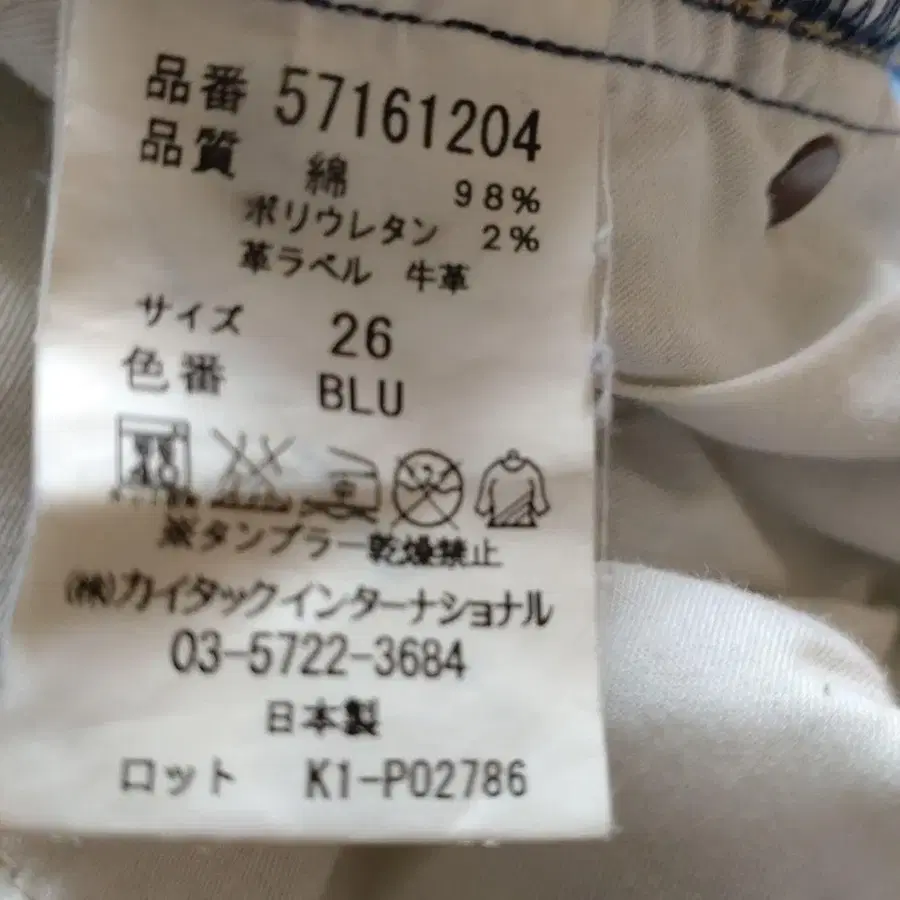 品番 57161204
品質 綿 98%
ポリウレタン 2%
革ラベル 牛革
サイズ 26
色番 BLU
タンブラー乾燥禁止
㈱カイタックインターナショナル
03-5722-3684
日本製
ロット K1-P02786